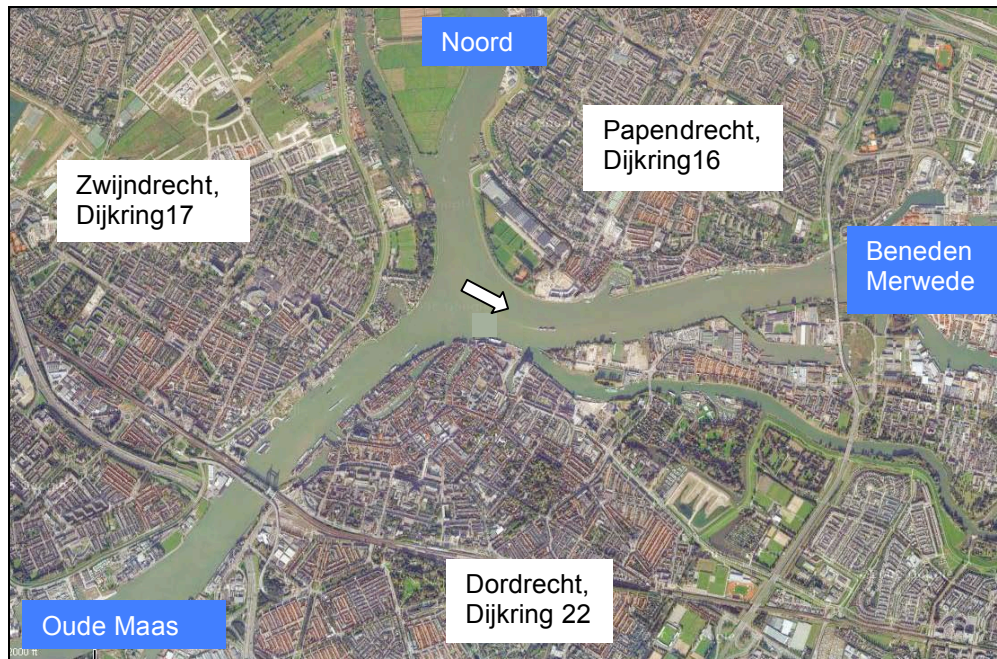 Noord
Papendrecht,
Dijkring16
Zwijndrecht,
Dijkring17
Beneden
Merwede
Dordrecht,
Dijkring 22
Oude Maas